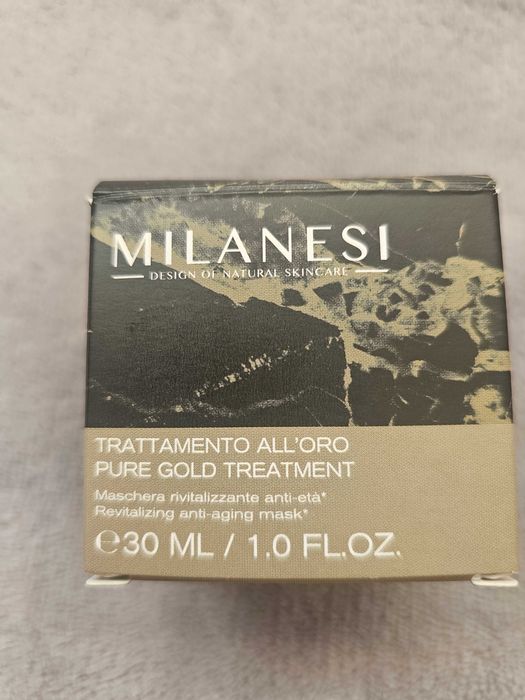 MILANESI
DESIGN OF NATURAL SKINCARE
TRATTAMENTO ALL'ORO
PURE GOLD TREATMENT
Maschera rivitalizzante anti-età*
Revitalizing anti-aging mask*
℮30 ML / 1.0 FL.OZ.